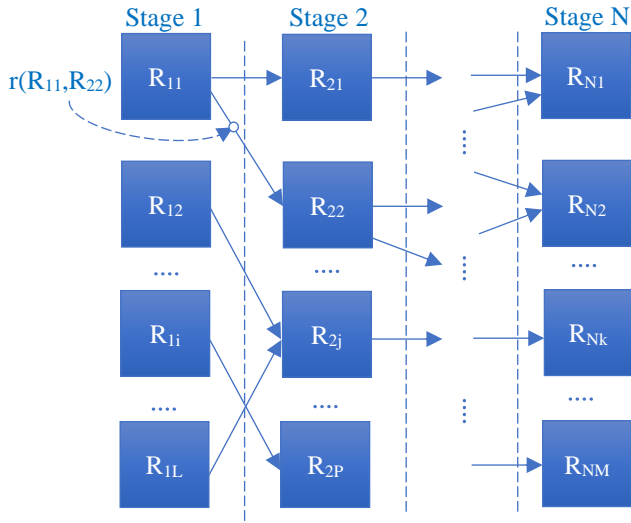 Stage 1 Stage 2 Stage N
r(R11,R22)
R11 R21 RN1
....
R12 R22 RN2
.... .... .... ....
R1i R2j RNk
.... .... .... ....
R1L R2P RNM